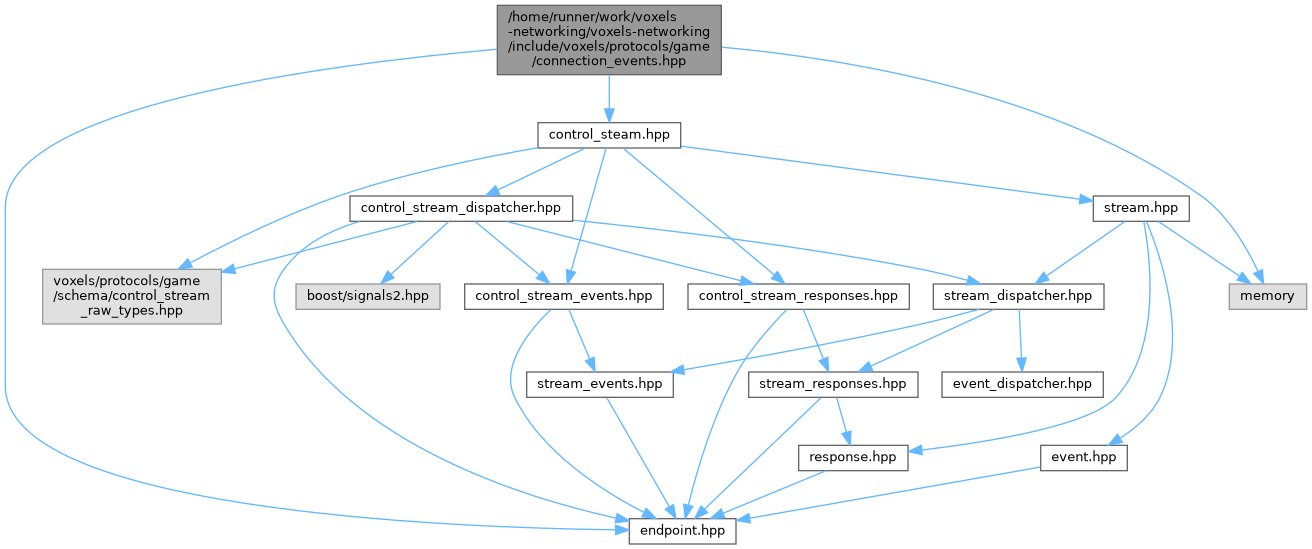 /home/runner/work/voxels
-networking/voxels-networking
/include/voxels/protocols/game
/connection_events.hpp
control_steam.hpp
control_stream_dispatcher.hpp
stream.hpp
voxels/protocols/game
/schema/control_stream
_raw_types.hpp
boost/signals2.hpp
control_stream_events.hpp
control_stream_responses.hpp
stream_dispatcher.hpp
memory
stream_events.hpp
stream_responses.hpp
event_dispatcher.hpp
response.hpp
event.hpp
endpoint.hpp